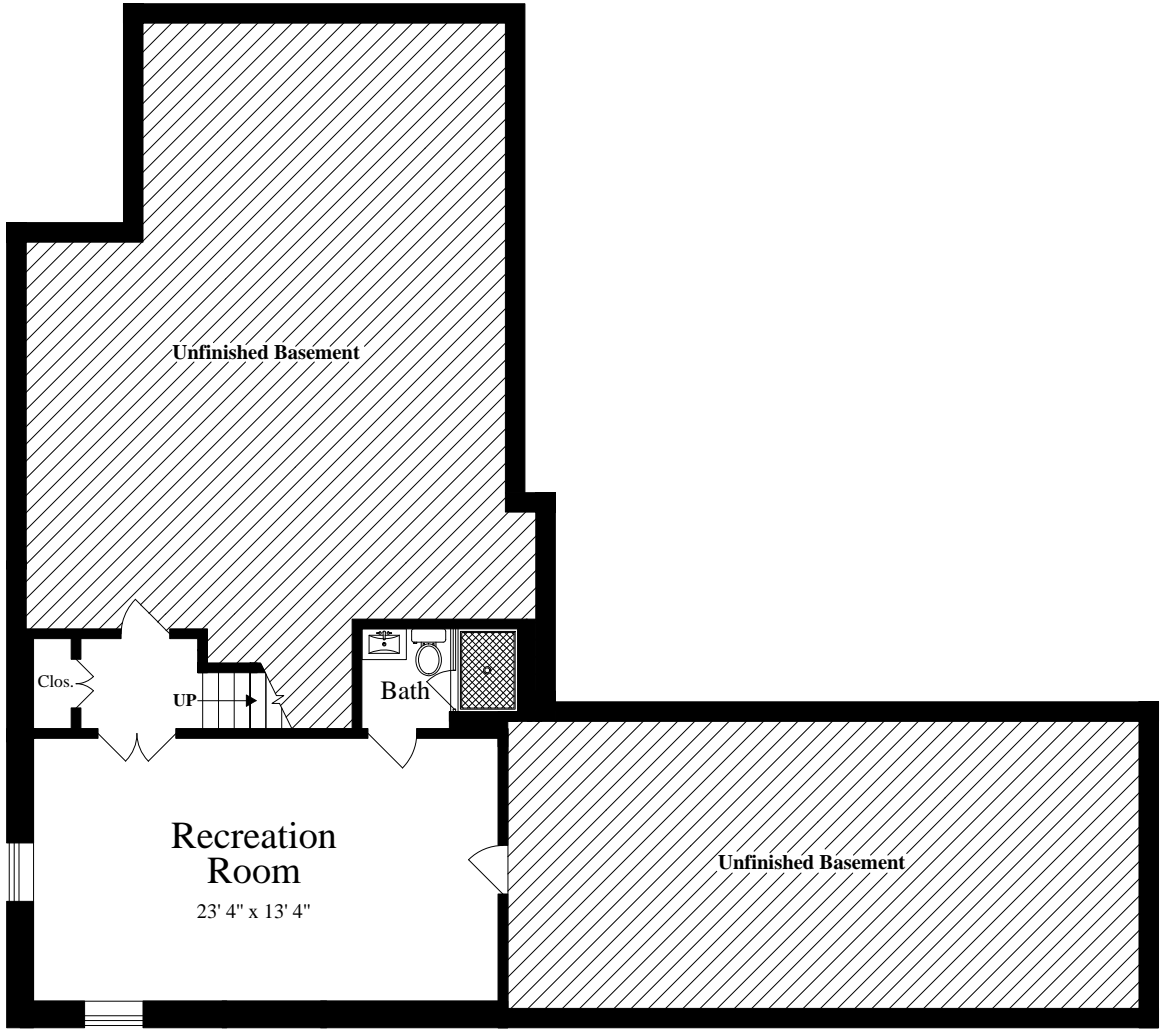 Unfinished Basement
Clos.
UP
Bath
Recreation
Room
23' 4" x 13' 4"
Unfinished Basement